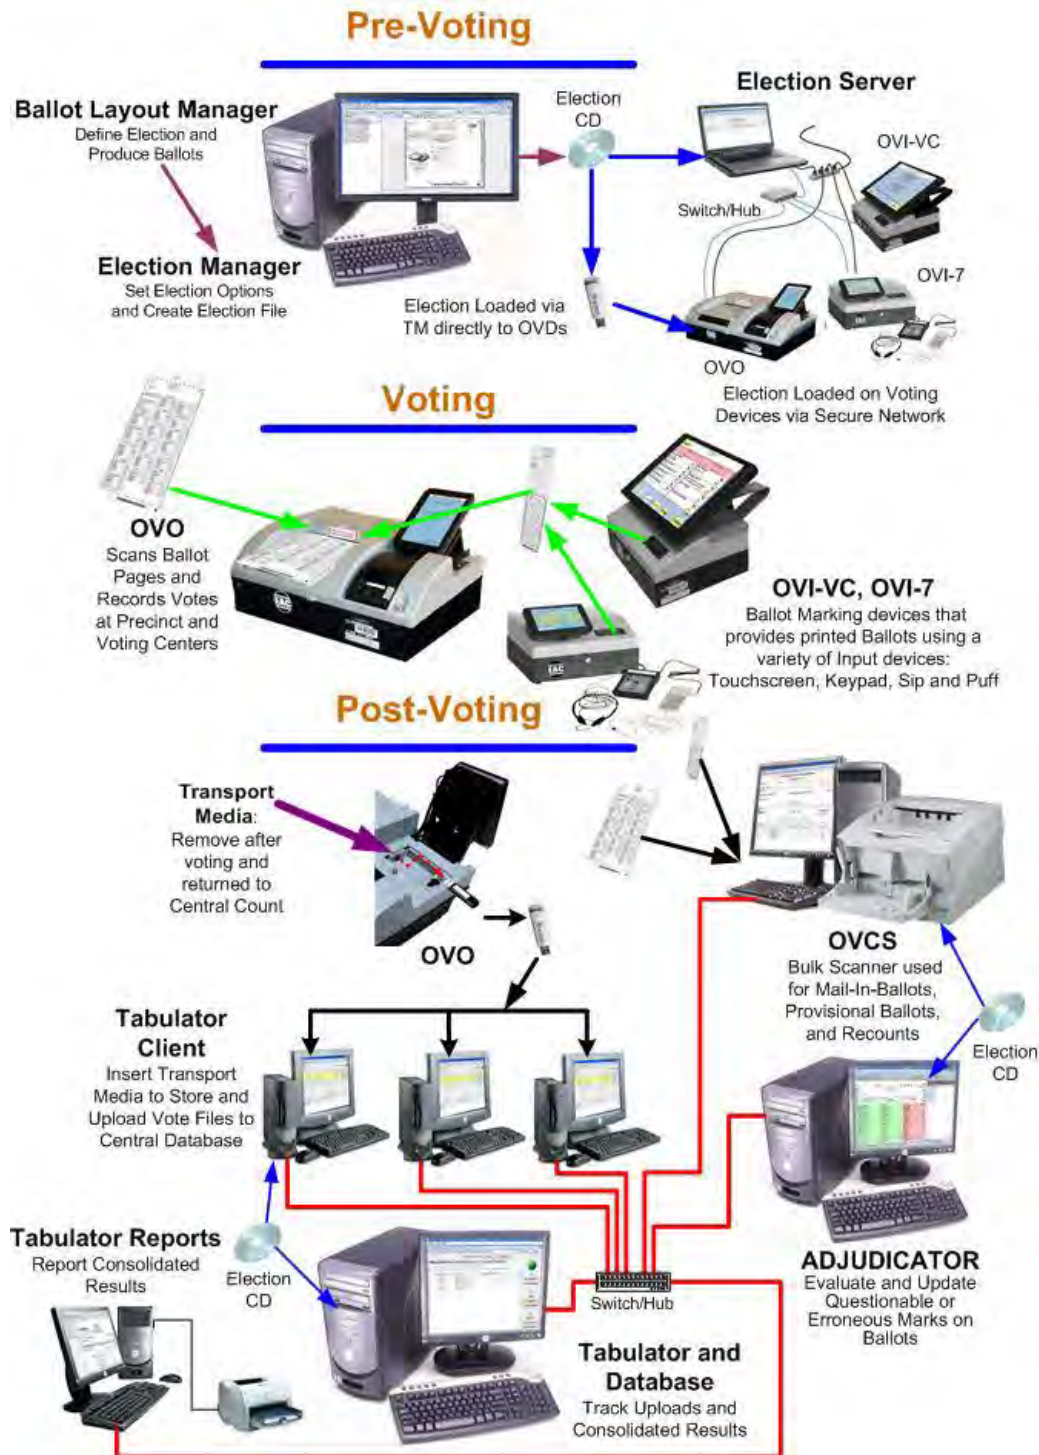 Pre-Voting
Ballot Layout Manager
Define Election and
Produce Ballots
Election Manager
Set Election Options
and Create Election File
Election
CD
Election Loaded via
TM directly to OVDs
Election Server
OVI-VC
Switch/Hub
OVI-7
OVO
Election Loaded on Voting
Devices via Secure Network
Voting
OVO
Scans Ballot
Pages and
Records Votes
at Precinct and
Voting Centers
OVI-VC, OVI-7
Ballot Marking devices that
provides printed Ballots using a
variety of Input devices:
Touchscreen, Keypad, Sip and Puff
Post-Voting
Transport
Media:
Remove after
voting and
returned to
Central Count
OVO
OVCS
Bulk Scanner used
for Mail-In-Ballots,
Provisional Ballots,
and Recounts
Election
CD
Tabulator
Client
Insert Transport
Media to Store and
Upload Vote Files to
Central Database
Tabulator Reports
Report Consolidated
Results
Election
CD
Switch/Hub
Tabulator and
Database
Track Uploads and
Consolidated Results
ADJUDICATOR
Evaluate and Update
Questionable or
Erroneous Marks on
Ballots